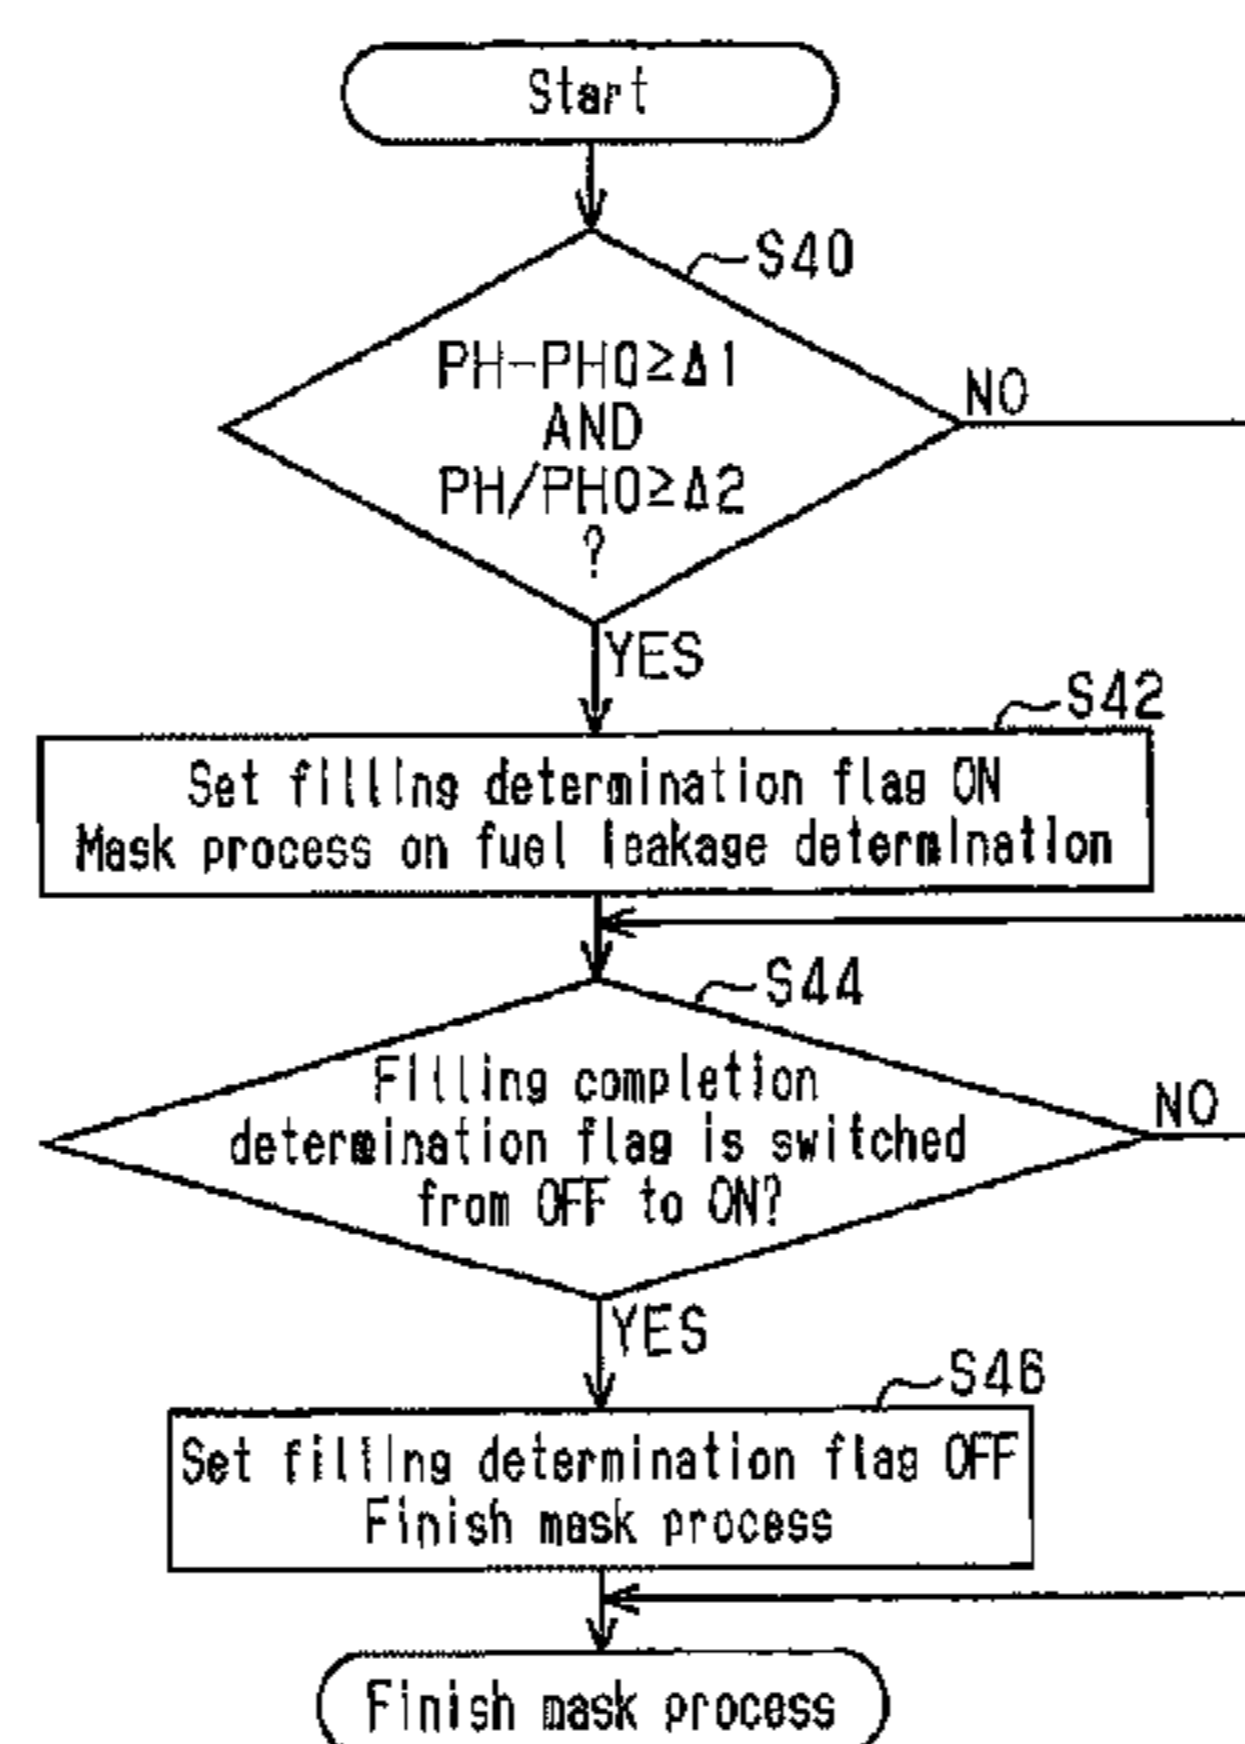 Start
S40
PH-PH0≥Δ1
AND
PH/PH0≥Δ2
?
NO
YES
S42
Set filling determination flag ON
Mask process on fuel leakage determination
S44
Filling completion
determination flag is switched
from OFF to ON?
NO
YES
S46
Set filling determination flag OFF
Finish mask process
Finish mask process